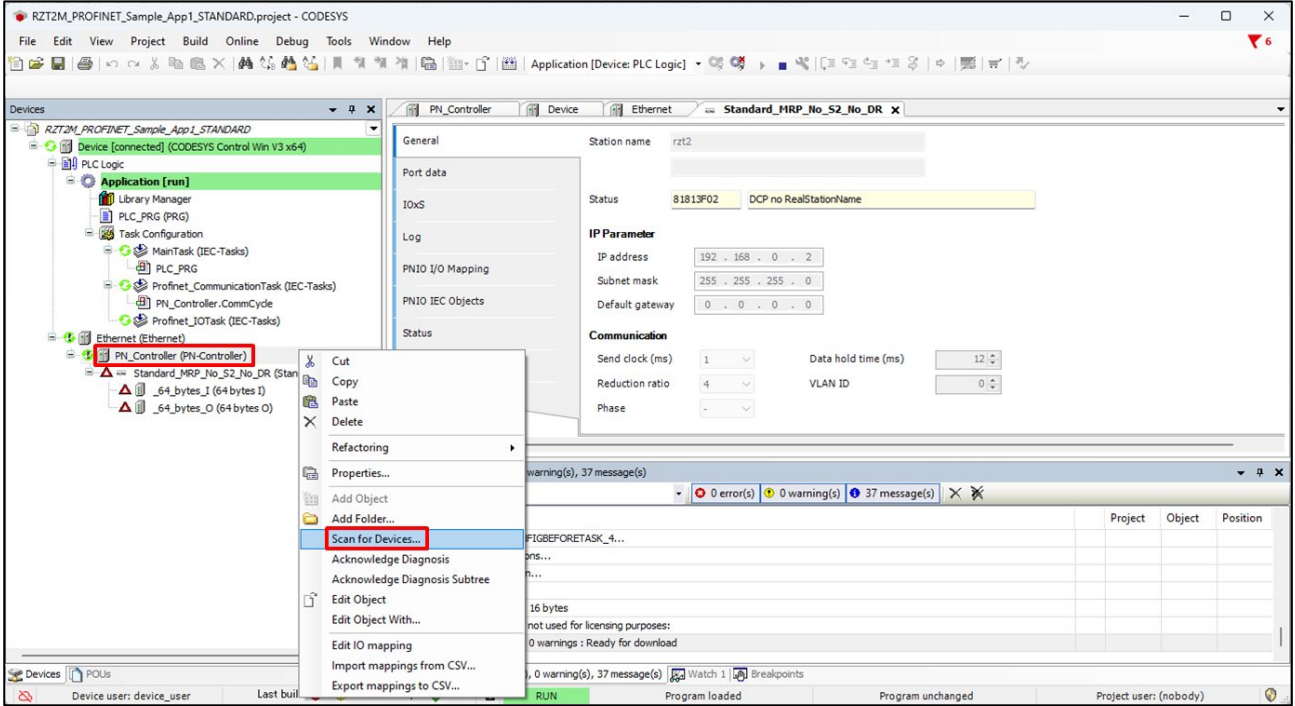 RZT2M_PROFINET_Sample_App1_STANDARD.project - CODESYS
File Edit View Project Build Online Debug Tools Window Help
6
Application [Device: PLC Logic]
Devices
RZT2M_PROFINET_Sample_App1_STANDARD
Device [connected] (CODESYS Control Win V3 x64)
PLC Logic
Application [run]
Library Manager
PLC_PRG (PRG)
Task Configuration
MainTask (IEC-Tasks)
PLC_PRG
Profinet_CommunicationTask (IEC-Tasks)
PN_Controller.CommCycle
Profinet_IOTask (IEC-Tasks)
Ethernet (Ethernet)
PN_Controller (PN-Controller)
Standard_MRP_No_S2_No_DR (Stan
_64_bytes_I (64 bytes I)
_64_bytes_O (64 bytes O)
Cut
Copy
Paste
Delete
Refactoring
Properties...
Add Object
Add Folder...
Scan for Devices...
Acknowledge Diagnosis
Acknowledge Diagnosis Subtree
Edit Object
Edit Object With...
Edit IO mapping
Import mappings from CSV...
Export mappings to CSV...
PN_Controller Device Ethernet Standard_MRP_No_S2_No_DR
General
Port data
IOxS
Log
PNIO I/O Mapping
PNIO IEC Objects
Status
Station name rzt2
Status 81813F02 DCP no RealStationName
IP Parameter
IP address 192 . 168 . 0 . 2
Subnet mask 255 . 255 . 255 . 0
Default gateway 0 . 0 . 0 . 0
Communication
Send clock (ms) 1 Data hold time (ms) 12
Reduction ratio 4 VLAN ID 0
Phase -
warning(s), 37 message(s)
0 error(s) 0 warning(s) 37 message(s)
Project Object Position
FIGBEFORETASK_4...
ons...
n...
16 bytes
not used for licensing purposes:
0 warnings : Ready for download
Devices POUs
), 0 warning(s), 37 message(s) Watch 1 Breakpoints
Device user: device_user Last buil RUN Program loaded Program unchanged Project user: (nobody)